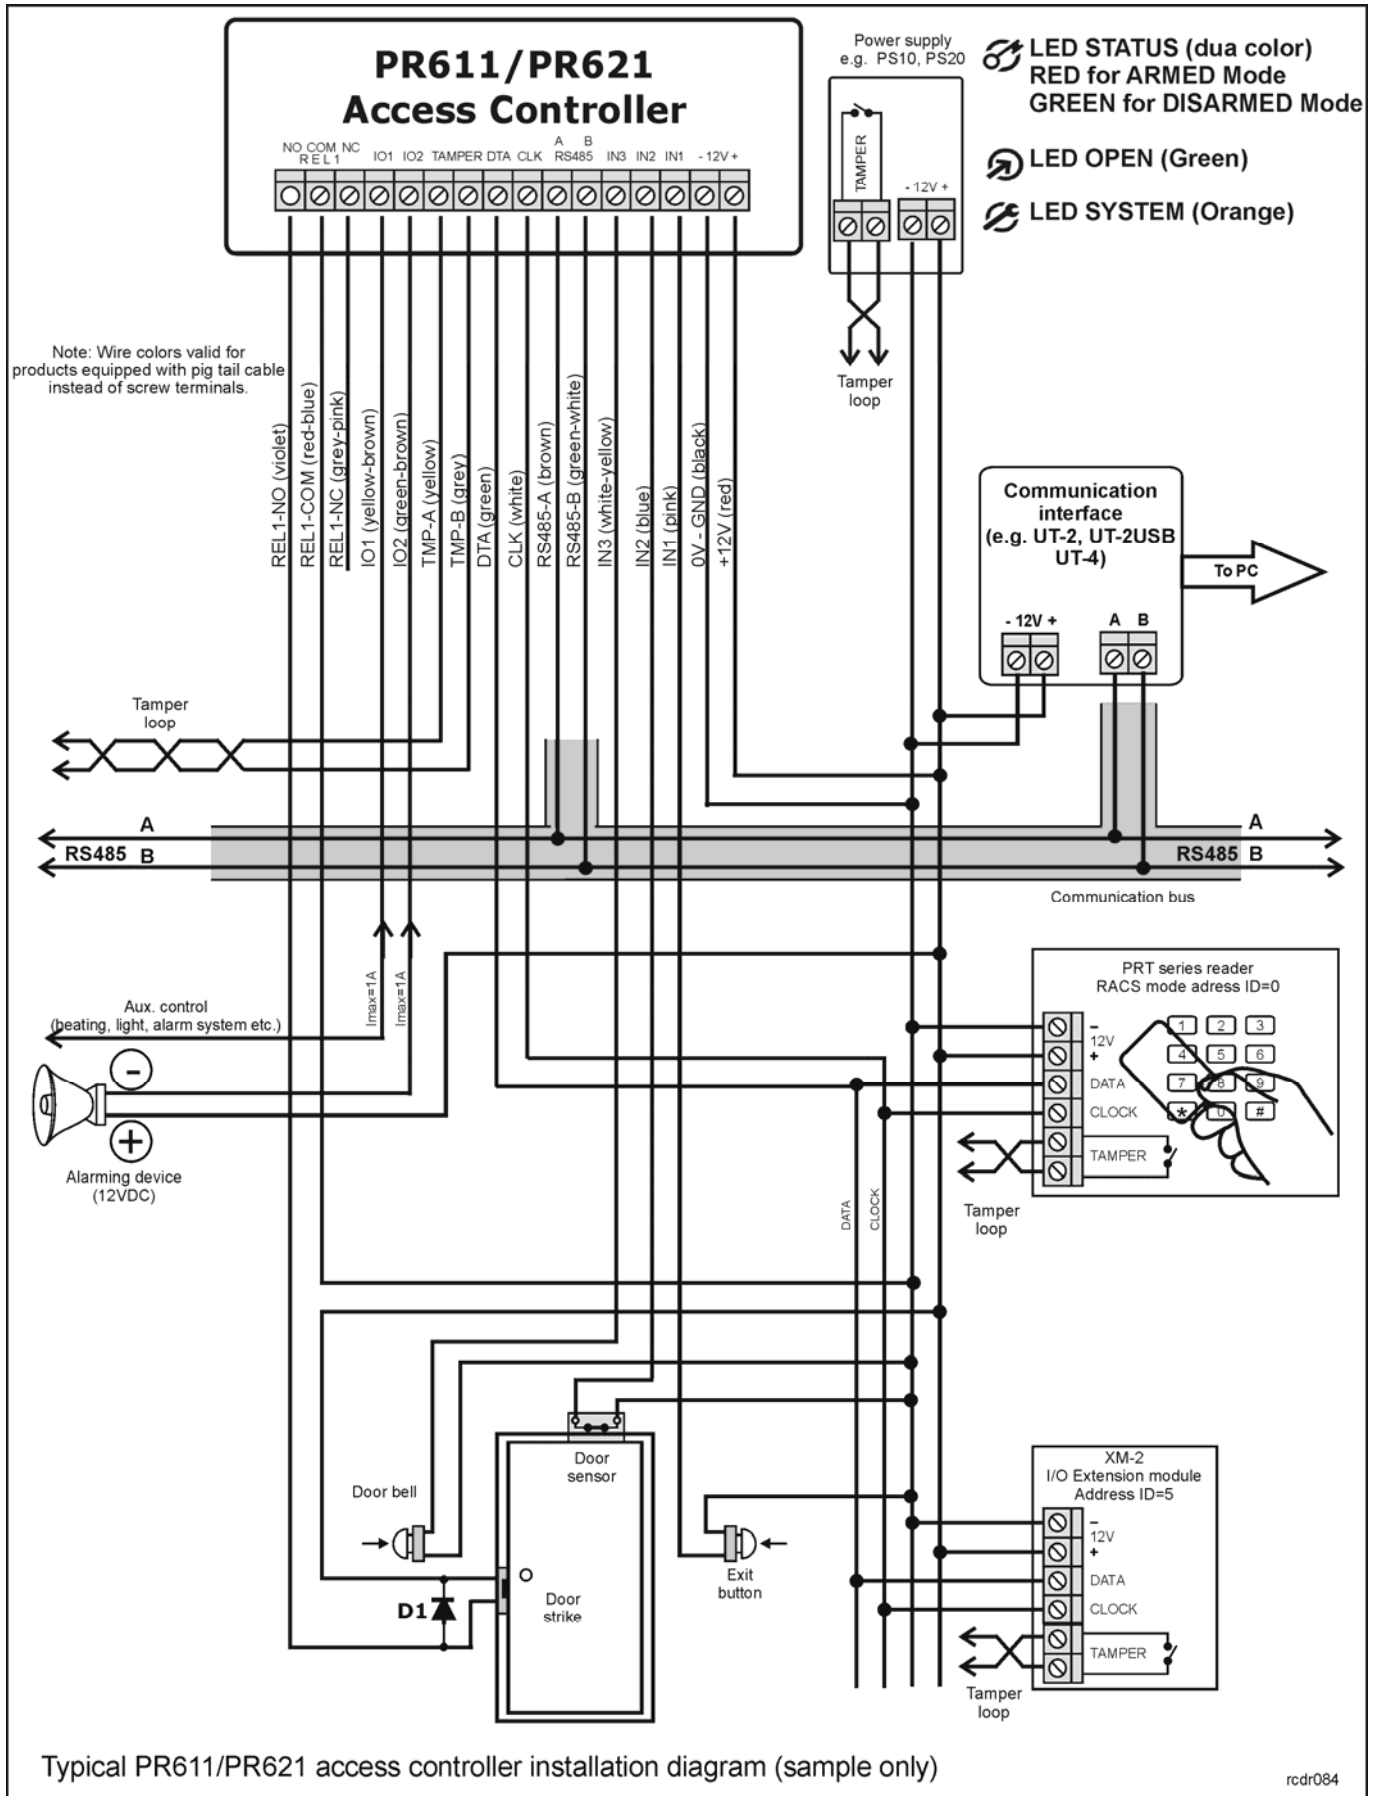 PR611/PR621
Access Controller
A B
NO COM NC IO1 IO2 TAMPER DTA CLK RS485 IN3 IN2 IN1 - 12V +
REL1
Power supply
e.g. PS10, PS20
TAMPER
- 12V +
Tamper
loop
LED STATUS (dua color)
RED for ARMED Mode
GREEN for DISARMED Mode
LED OPEN (Green)
LED SYSTEM (Orange)
Note: Wire colors valid for
products equipped with pig tail cable
instead of screw terminals.
REL1-NO (violet)
REL1-COM (red-blue)
REL1-NC (grey-pink)
IO1 (yellow-brown)
IO2 (green-brown)
TMP-A (yellow)
TMP-B (grey)
DTA (green)
CLK (white)
RS485-A (brown)
RS485-B (green-white)
IN3 (white-yellow)
IN2 (blue)
IN1 (pink)
0V - GND (black)
+12V (red)
Communication
interface
(e.g. UT-2, UT-2USB
UT-4)
To PC
- 12V + A B
Tamper
loop
A
RS485 B
A
RS485 B
Communication bus
Imax=1A
Imax=1A
Aux. control
(heating, light, alarm system etc.)
-
+
Alarming device
(12VDC)
PRT series reader
RACS mode adress ID=0
-
12V
+
DATA
CLOCK
TAMPER
1 2 3
4 5 6
7 8 9
* 0 #
Tamper
loop
DATA
CLOCK
Door
sensor
Door bell
Door
strike
D1
Exit
button
XM-2
I/O Extension module
Address ID=5
-
12V
+
DATA
CLOCK
TAMPER
Tamper
loop
Typical PR611/PR621 access controller installation diagram (sample only)
rcdr084